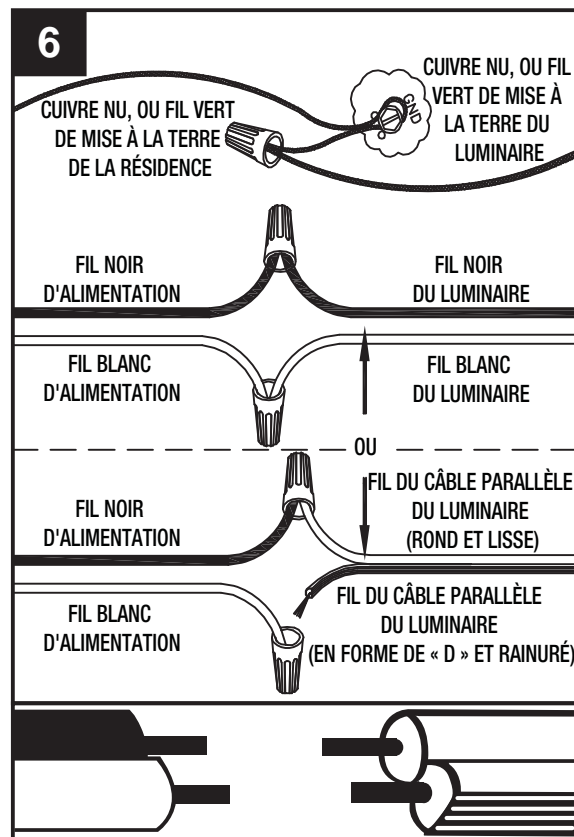 6
CUIVRE NU, OU FIL VERT
DE MISE À LA TERRE
DE LA RÉSIDENCE
CUIVRE NU, OU FIL
VERT DE MISE À
LA TERRE DU
LUMINAIRE
GND
FIL NOIR
D'ALIMENTATION
FIL NOIR
DU LUMINAIRE
FIL BLANC
D'ALIMENTATION
FIL BLANC
DU LUMINAIRE
OU
FIL NOIR
D'ALIMENTATION
FIL DU CÂBLE PARALLÈLE
DU LUMINAIRE
(ROND ET LISSE)
FIL BLANC
D'ALIMENTATION
FIL DU CÂBLE PARALLÈLE
DU LUMINAIRE
(EN FORME DE « D » ET RAINURÉ)